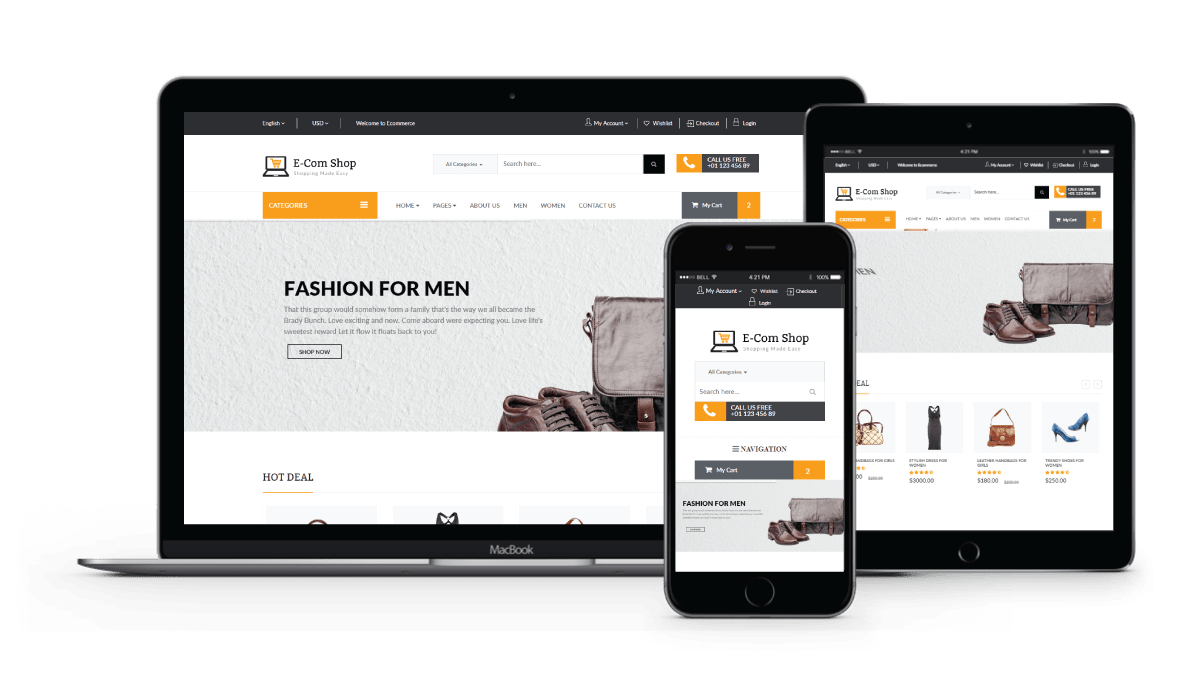 English
USD
Welcome to Ecommerce
My Account
Wishlist
Checkout
Login
E-Com Shop
Shopping Made Easy
All Categories
Search here...
CALL US FREE
+01 123 456 89
CATEGORIES
HOME
PAGES
ABOUT US
MEN
WOMEN
CONTACT US
My Cart
2
FASHION FOR MEN
That this group would somehow form a family that's the way we all became the
Brady Bunch. Love exciting and new. Come aboard were expecting you. Love life's
sweetest reward Let it flow it floats back to you!
SHOP NOW
HOT DEAL
MacBook
BELL
4:21 PM
100%
My Account
Wishlist
Checkout
Login
E-Com Shop
Shopping Made Easy
All Categories
Search here...
CALL US FREE
+01 123 456 89
NAVIGATION
My Cart
2
FASHION FOR MEN
BELL
4:21 PM
100%
English
USD
Welcome to Ecommerce
My Account
Wishlist
Checkout
Login
E-Com Shop
Shopping Made Easy
All Categories
Search here...
CALL US FREE
+01 123 456 89
CATEGORIES
HOME
PAGES
ABOUT US
MEN
WOMEN
CONTACT US
My Cart
2
EN
EAL
ANDBAGS FOR GIRLS
STYLISH DRESS FOR
WOMEN
$3000.00
LEATHER HANDBAGS FOR
GIRLS
$180.00
TRENDY SHOES FOR
WOMEN
$250.00